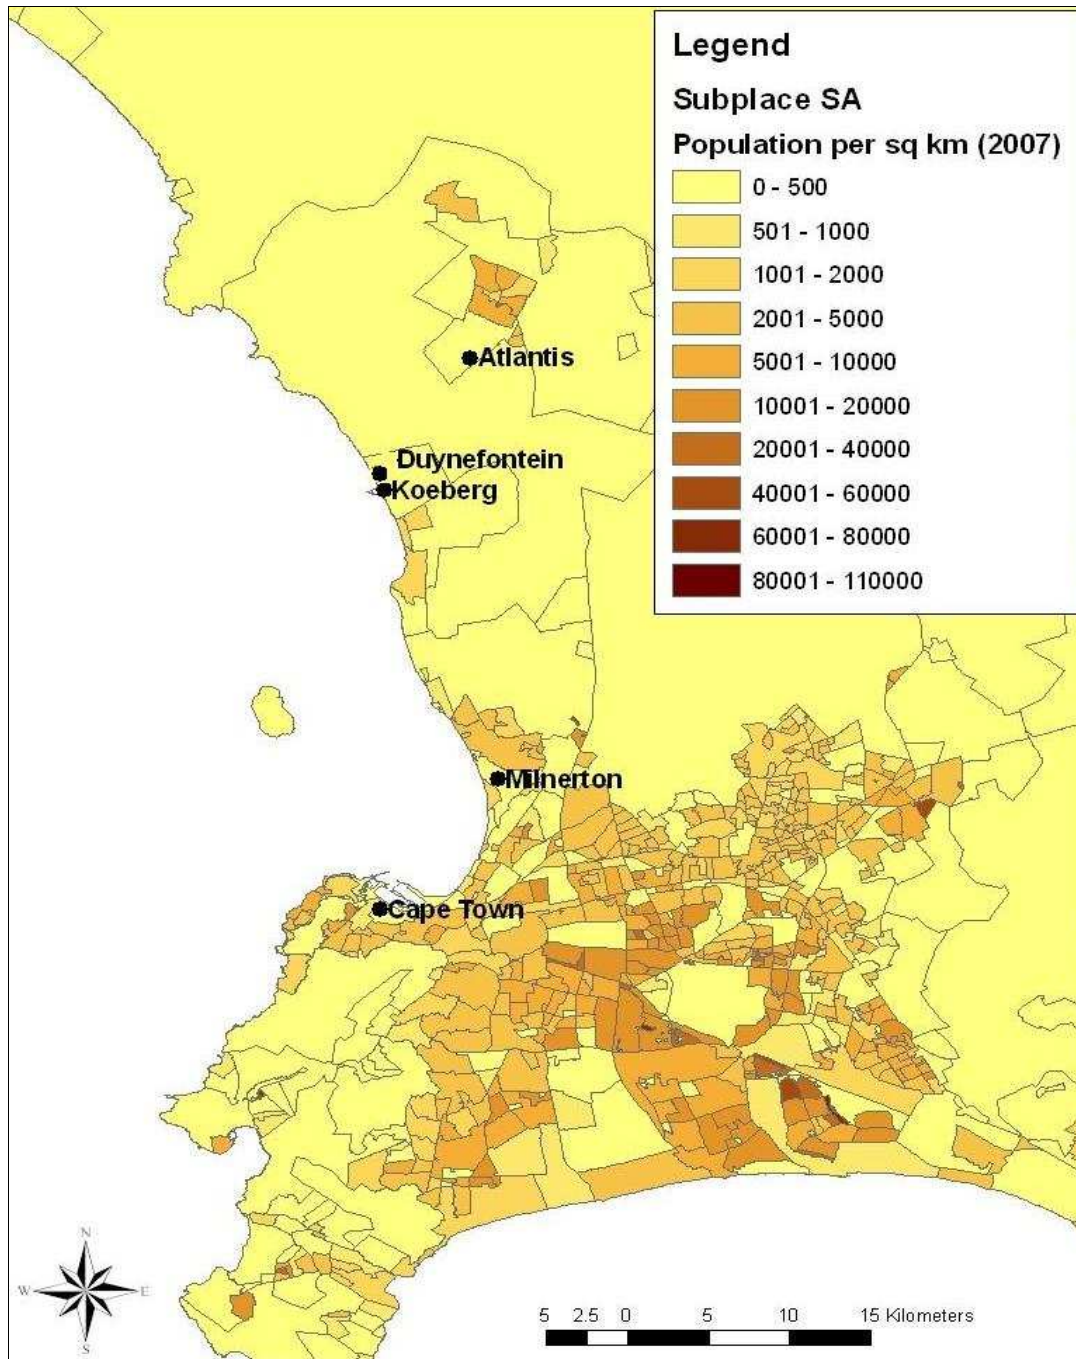 Legend
Subplace SA
Population per sq km (2007)
0 - 500
501 - 1000
1001 - 2000
2001 - 5000
5001 - 10000
10001 - 20000
20001 - 40000
40001 - 60000
60001 - 80000
80001 - 110000
Atlantis
Duynefontein
Koeberg
Milnerton
Cape Town
N
W E
S
5 2.5 0 5 10 15 Kilometers